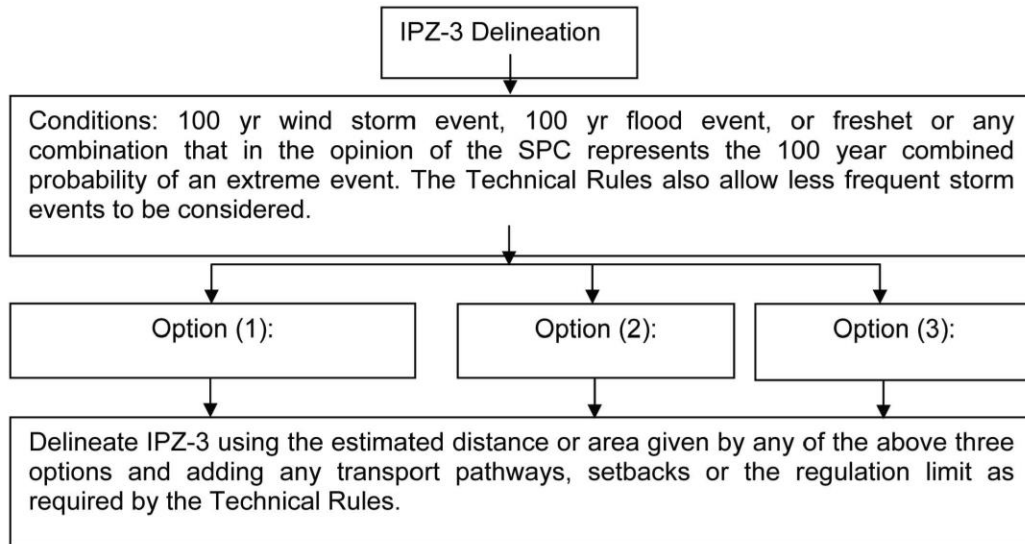 IPZ-3 Delineation
Conditions: 100 yr wind storm event, 100 yr flood event, or freshet or any
combination that in the opinion of the SPC represents the 100 year combined
probability of an extreme event. The Technical Rules also allow less frequent storm
events to be considered.
Option (1):
Option (2):
Option (3):
Delineate IPZ-3 using the estimated distance or area given by any of the above three
options and adding any transport pathways, setbacks or the regulation limit as
required by the Technical Rules.